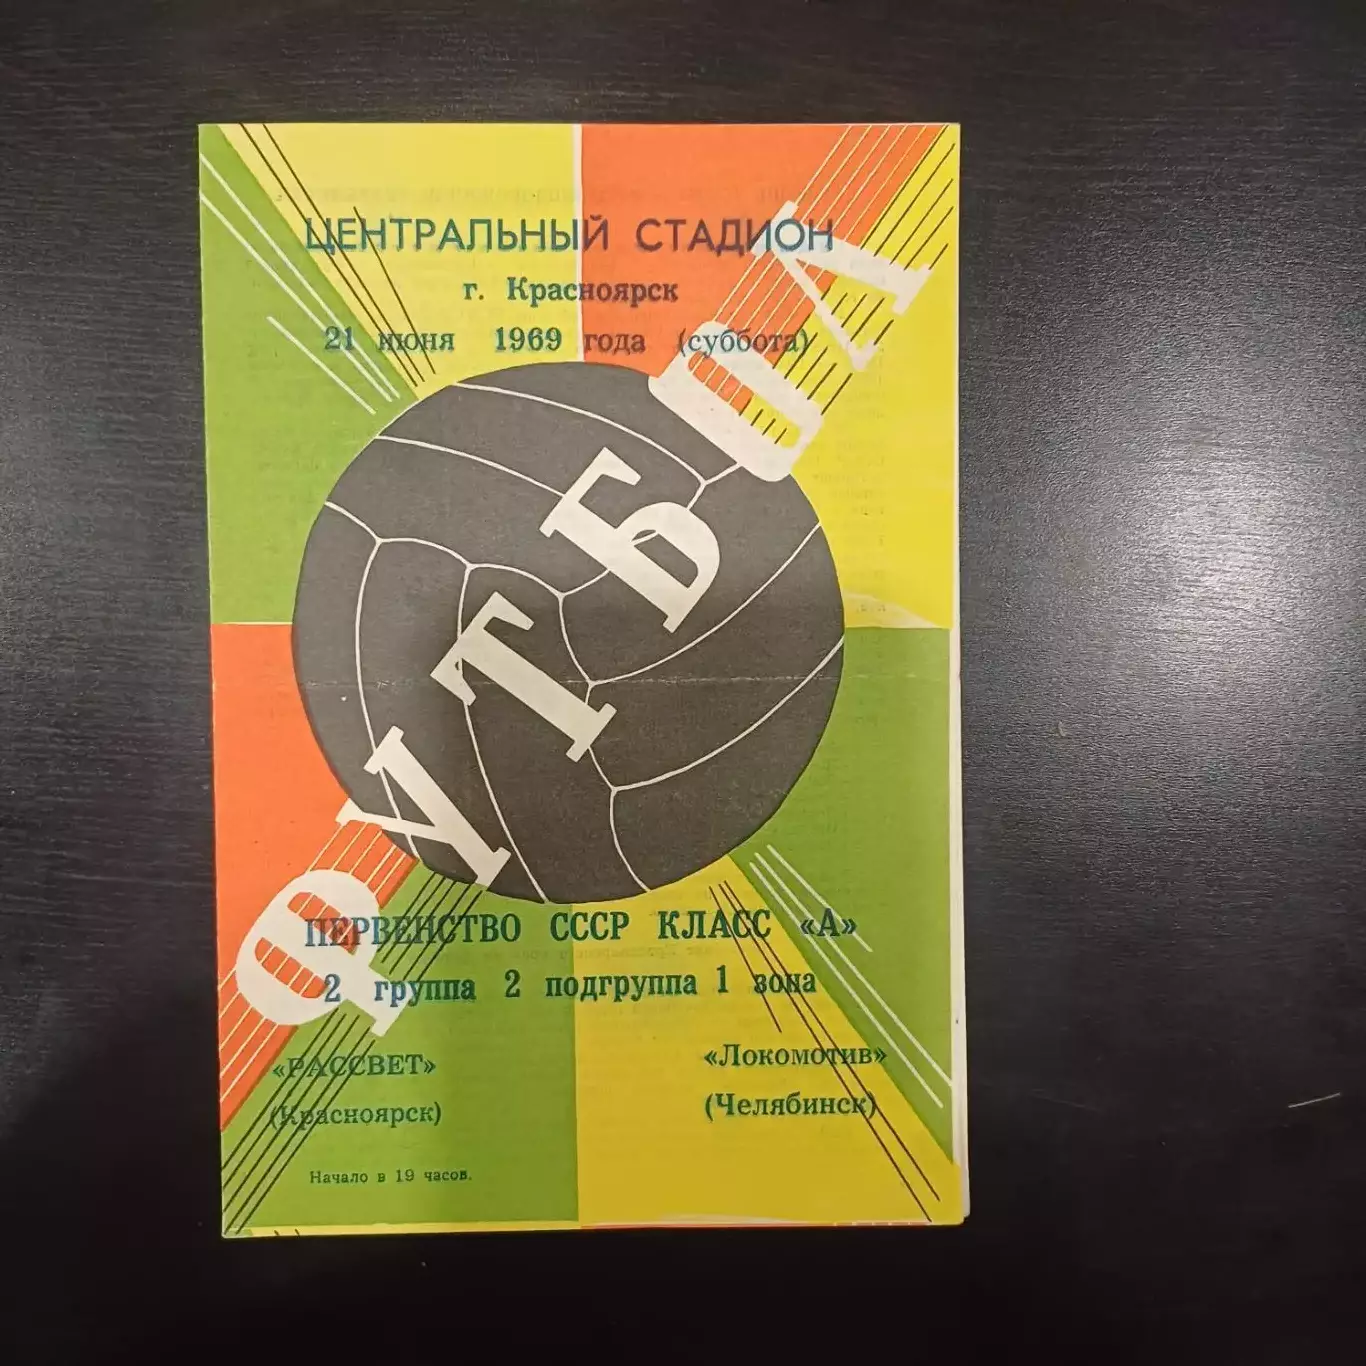 ЦЕНТРАЛЬНЫЙ СТАДИОН
г. Красноярск
21 июня 1969 года (суббота)
ФУТБОЛ
ПЕРВЕНСТВО СССР КЛАСС «А»
2 группа 2 подгруппа 1 зона
«РАССВЕТ»
(Красноярск)
«Локомотив»
(Челябинск)
Начало в 19 часов.